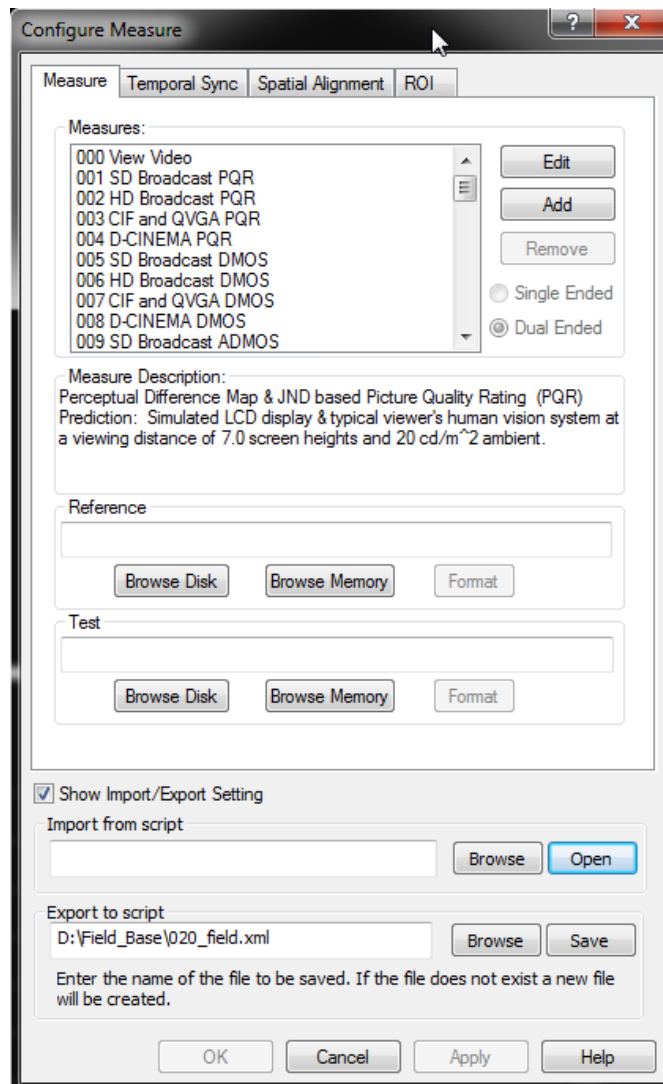 Configure Measure
Measure Temporal Sync Spatial Alignment ROI
Measures:
000 View Video
001 SD Broadcast PQR
002 HD Broadcast PQR
003 CIF and QVGA PQR
004 D-CINEMA PQR
005 SD Broadcast DMOS
006 HD Broadcast DMOS
007 CIF and QVGA DMOS
008 D-CINEMA DMOS
009 SD Broadcast ADMOS
Edit
Add
Remove
Single Ended
Dual Ended
Measure Description:
Perceptual Difference Map & JND based Picture Quality Rating (PQR)
Prediction: Simulated LCD display & typical viewer's human vision system at
a viewing distance of 7.0 screen heights and 20 cd/m^2 ambient.
Reference
Browse Disk Browse Memory Format
Test
Browse Disk Browse Memory Format
Show Import/Export Setting
Import from script
Browse Open
Export to script
D:\Field_Base\020_field.xml Browse Save
Enter the name of the file to be saved. If the file does not exist a new file
will be created.
OK Cancel Apply Help